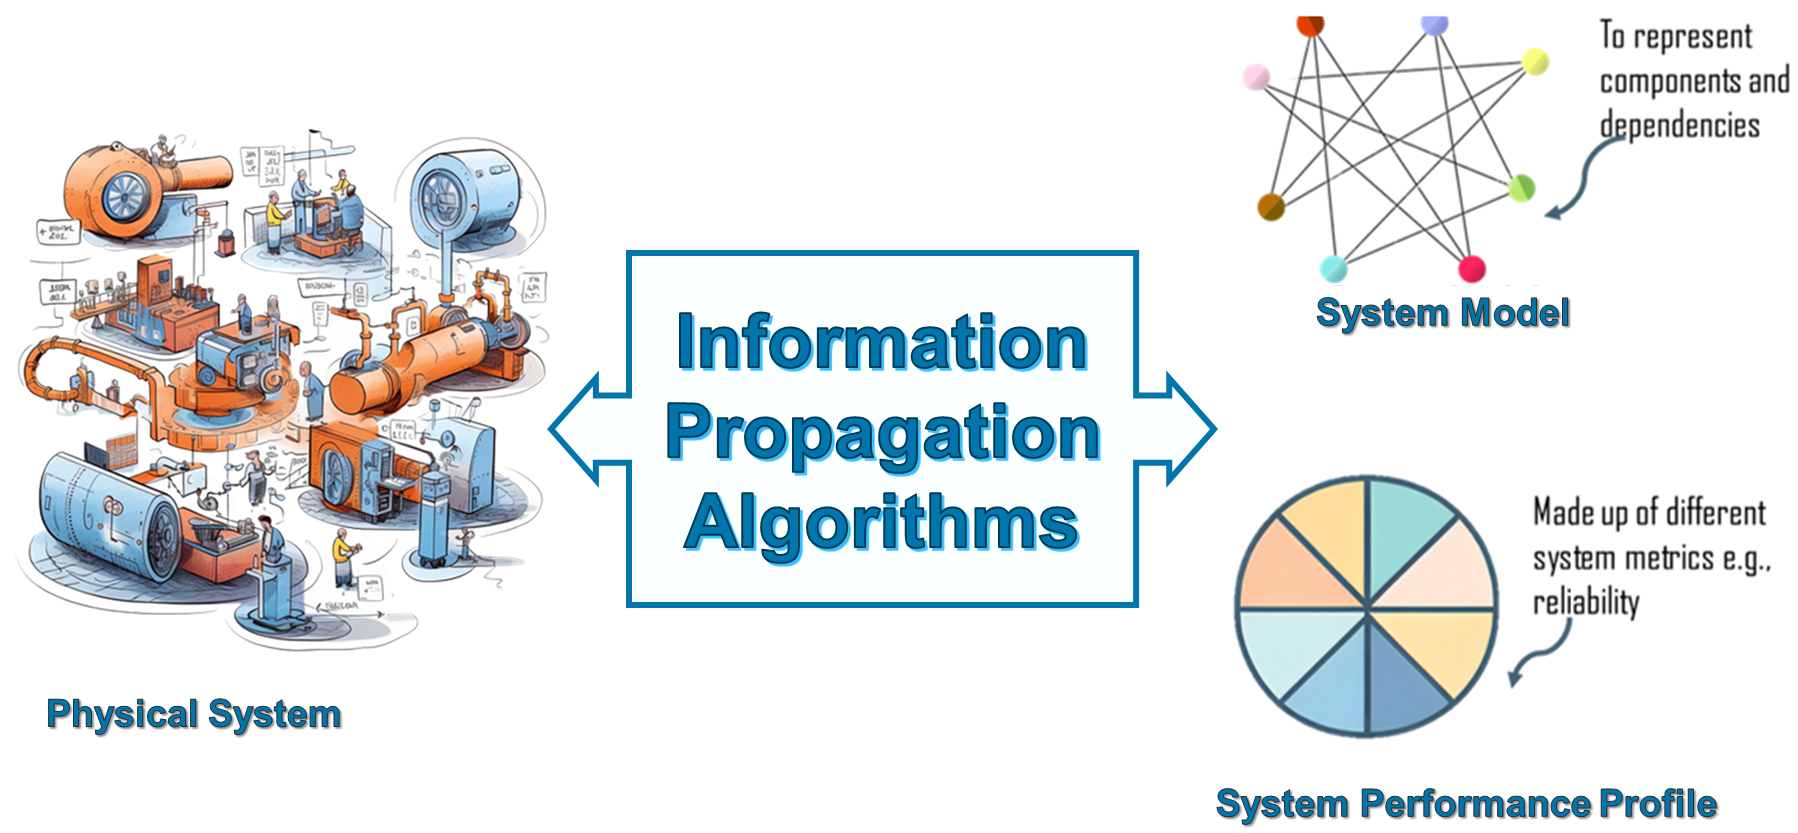 To represent
components and
dependencies
System Model
Information
Propagation
Algorithms
Made up of different
system metrics e.g.,
reliability
Physical System
System Performance Profile